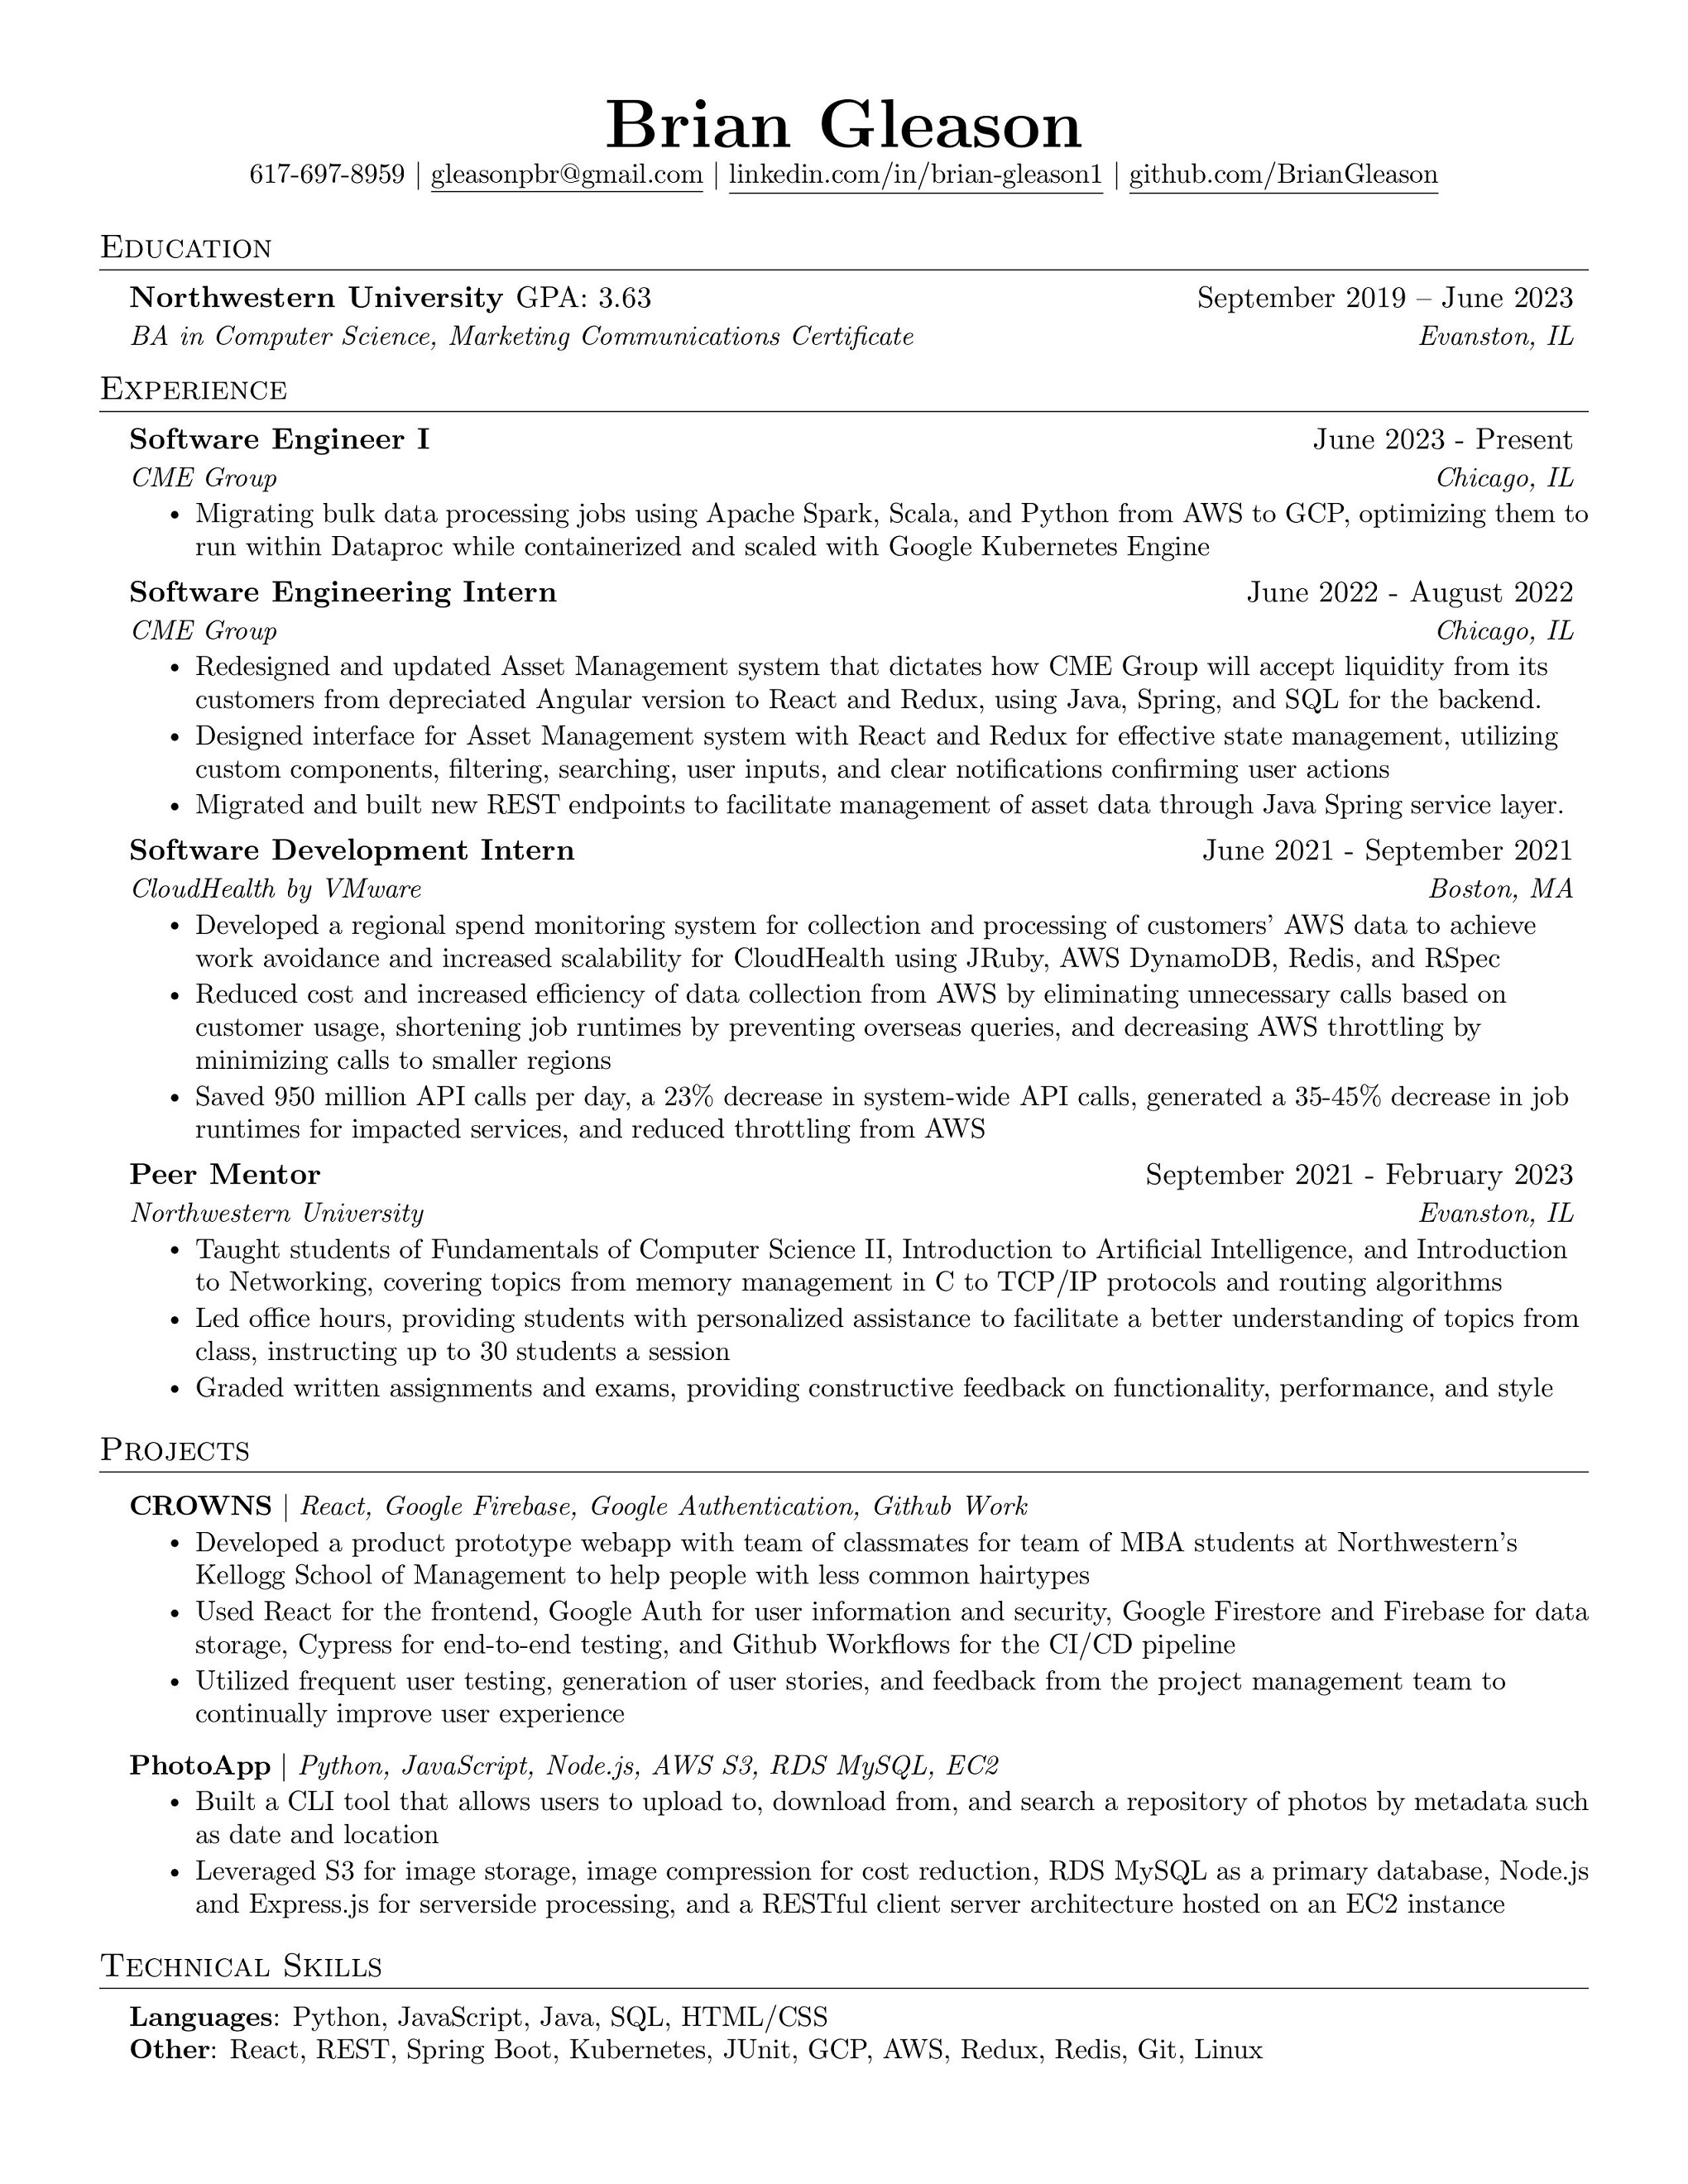 Brian Gleason
617-697-8959 | gleasonpbr@gmail.com | linkedin.com/in/brian-gleason1 | github.com/BrianGleason
Education
Northwestern University GPA: 3.63 September 2019 – June 2023
BA in Computer Science, Marketing Communications Certificate Evanston, IL
Experience
Software Engineer I June 2023 - Present
CME Group Chicago, IL
• Migrating bulk data processing jobs using Apache Spark, Scala, and Python from AWS to GCP, optimizing them to
run within Dataproc while containerized and scaled with Google Kubernetes Engine
Software Engineering Intern June 2022 - August 2022
CME Group Chicago, IL
• Redesigned and updated Asset Management system that dictates how CME Group will accept liquidity from its
customers from depreciated Angular version to React and Redux, using Java, Spring, and SQL for the backend.
• Designed interface for Asset Management system with React and Redux for effective state management, utilizing
custom components, filtering, searching, user inputs, and clear notifications confirming user actions
• Migrated and built new REST endpoints to facilitate management of asset data through Java Spring service layer.
Software Development Intern June 2021 - September 2021
CloudHealth by VMware Boston, MA
• Developed a regional spend monitoring system for collection and processing of customers' AWS data to achieve
work avoidance and increased scalability for CloudHealth using JRuby, AWS DynamoDB, Redis, and RSpec
• Reduced cost and increased efficiency of data collection from AWS by eliminating unnecessary calls based on
customer usage, shortening job runtimes by preventing overseas queries, and decreasing AWS throttling by
minimizing calls to smaller regions
• Saved 950 million API calls per day, a 23% decrease in system-wide API calls, generated a 35-45% decrease in job
runtimes for impacted services, and reduced throttling from AWS
Peer Mentor September 2021 - February 2023
Northwestern University Evanston, IL
• Taught students of Fundamentals of Computer Science II, Introduction to Artificial Intelligence, and Introduction
to Networking, covering topics from memory management in C to TCP/IP protocols and routing algorithms
• Led office hours, providing students with personalized assistance to facilitate a better understanding of topics from
class, instructing up to 30 students a session
• Graded written assignments and exams, providing constructive feedback on functionality, performance, and style
Projects
CROWNS | React, Google Firebase, Google Authentication, Github Work
• Developed a product prototype webapp with team of classmates for team of MBA students at Northwestern's
Kellogg School of Management to help people with less common hairtypes
• Used React for the frontend, Google Auth for user information and security, Google Firestore and Firebase for data
storage, Cypress for end-to-end testing, and Github Workflows for the CI/CD pipeline
• Utilized frequent user testing, generation of user stories, and feedback from the project management team to
continually improve user experience
PhotoApp | Python, JavaScript, Node.js, AWS S3, RDS MySQL, EC2
• Built a CLI tool that allows users to upload to, download from, and search a repository of photos by metadata such
as date and location
• Leveraged S3 for image storage, image compression for cost reduction, RDS MySQL as a primary database, Node.js
and Express.js for serverside processing, and a RESTful client server architecture hosted on an EC2 instance
Technical Skills
Languages: Python, JavaScript, Java, SQL, HTML/CSS
Other: React, REST, Spring Boot, Kubernetes, JUnit, GCP, AWS, Redux, Redis, Git, Linux